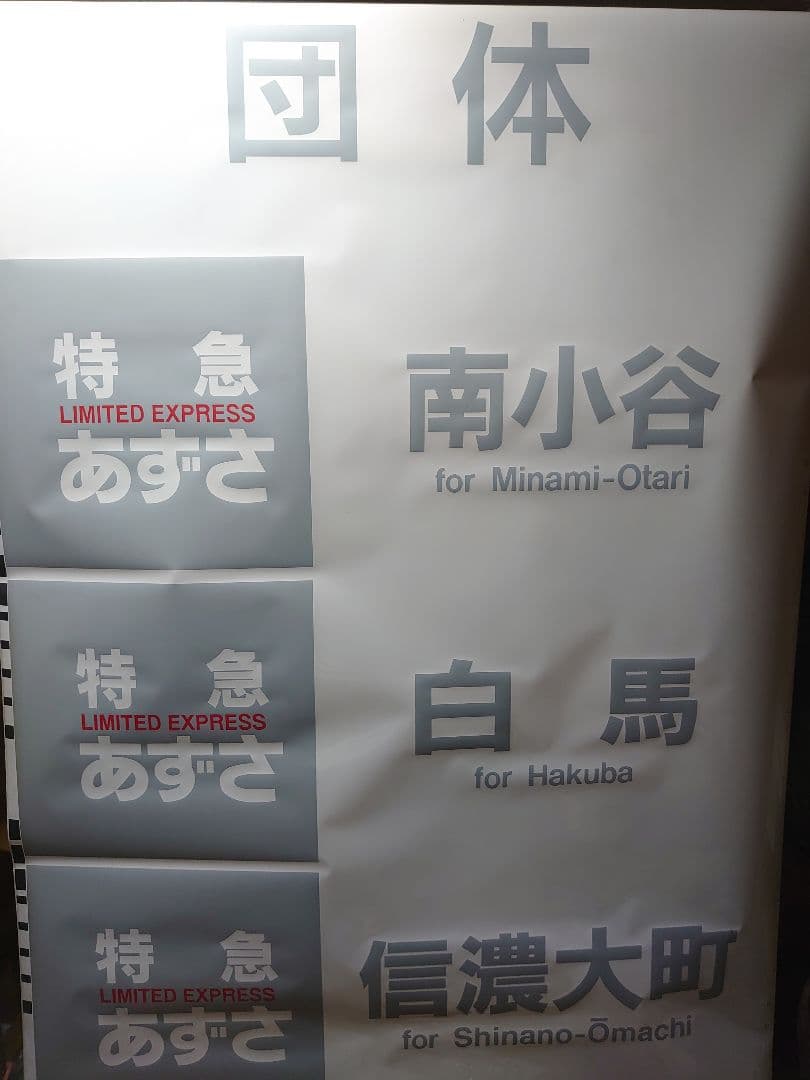 団体
特急
LIMITED EXPRESS
あずさ
南小谷
for Minami-Otari
特急
LIMITED EXPRESS
あずさ
白馬
for Hakuba
特急
LIMITED EXPRESS
あずさ
信濃大町
for Shinano-Ōmachi